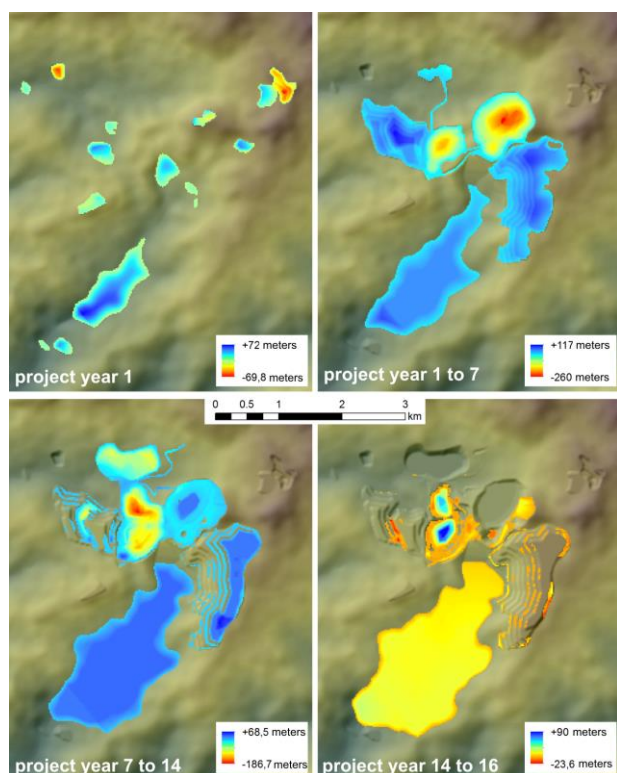 +72 meters
-69,8 meters
project year 1
+117 meters
-260 meters
project year 1 to 7
0 0.5 1 2 3
km
+68,5 meters
-186,7 meters
project year 7 to 14
+90 meters
-23,6 meters
project year 14 to 16